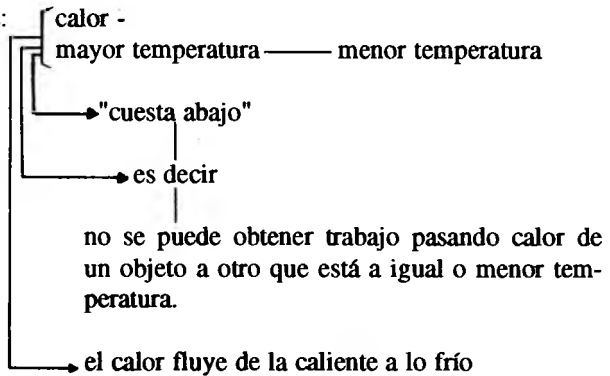 :
calor -
mayor temperatura —— menor temperatura
"cuesta abajo"
es decir
no se puede obtener trabajo pasando calor de
un objeto a otro que está a igual o menor tem-
peratura.
el calor fluye de la caliente a lo frío